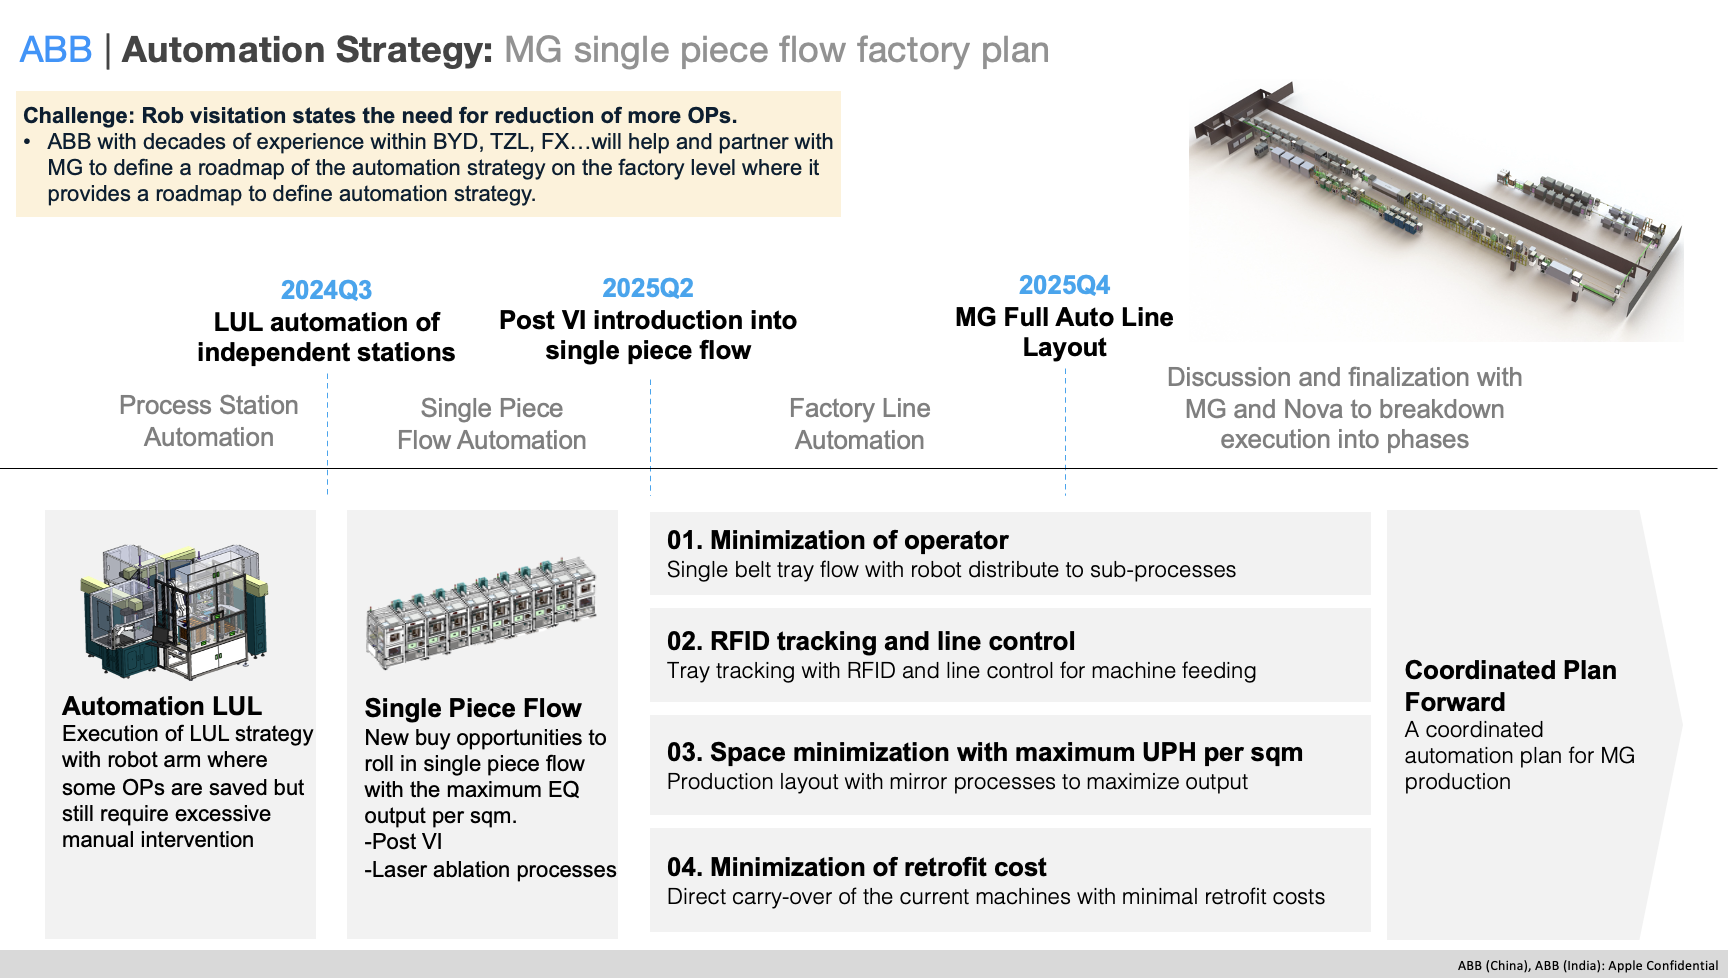 ABB | Automation Strategy: MG single piece flow factory plan
Challenge: Rob visitation states the need for reduction of more OPs.
• ABB with decades of experience within BYD, TZL, FX…will help and partner with
MG to define a roadmap of the automation strategy on the factory level where it
provides a roadmap to define automation strategy.
2024Q3
LUL automation of
independent stations
2025Q2
Post VI introduction into
single piece flow
2025Q4
MG Full Auto Line
Layout
Process Station
Automation
Single Piece
Flow Automation
Factory Line
Automation
Discussion and finalization with
MG and Nova to breakdown
execution into phases
Automation LUL
Execution of LUL strategy
with robot arm where
some OPs are saved but
still require excessive
manual intervention
Single Piece Flow
New buy opportunities to
roll in single piece flow
with the maximum EQ
output per sqm.
-Post VI
-Laser ablation processes
01. Minimization of operator
Single belt tray flow with robot distribute to sub-processes
02. RFID tracking and line control
Tray tracking with RFID and line control for machine feeding
03. Space minimization with maximum UPH per sqm
Production layout with mirror processes to maximize output
04. Minimization of retrofit cost
Direct carry-over of the current machines with minimal retrofit costs
Coordinated Plan
Forward
A coordinated
automation plan for MG
production
ABB (China), ABB (India): Apple Confidential